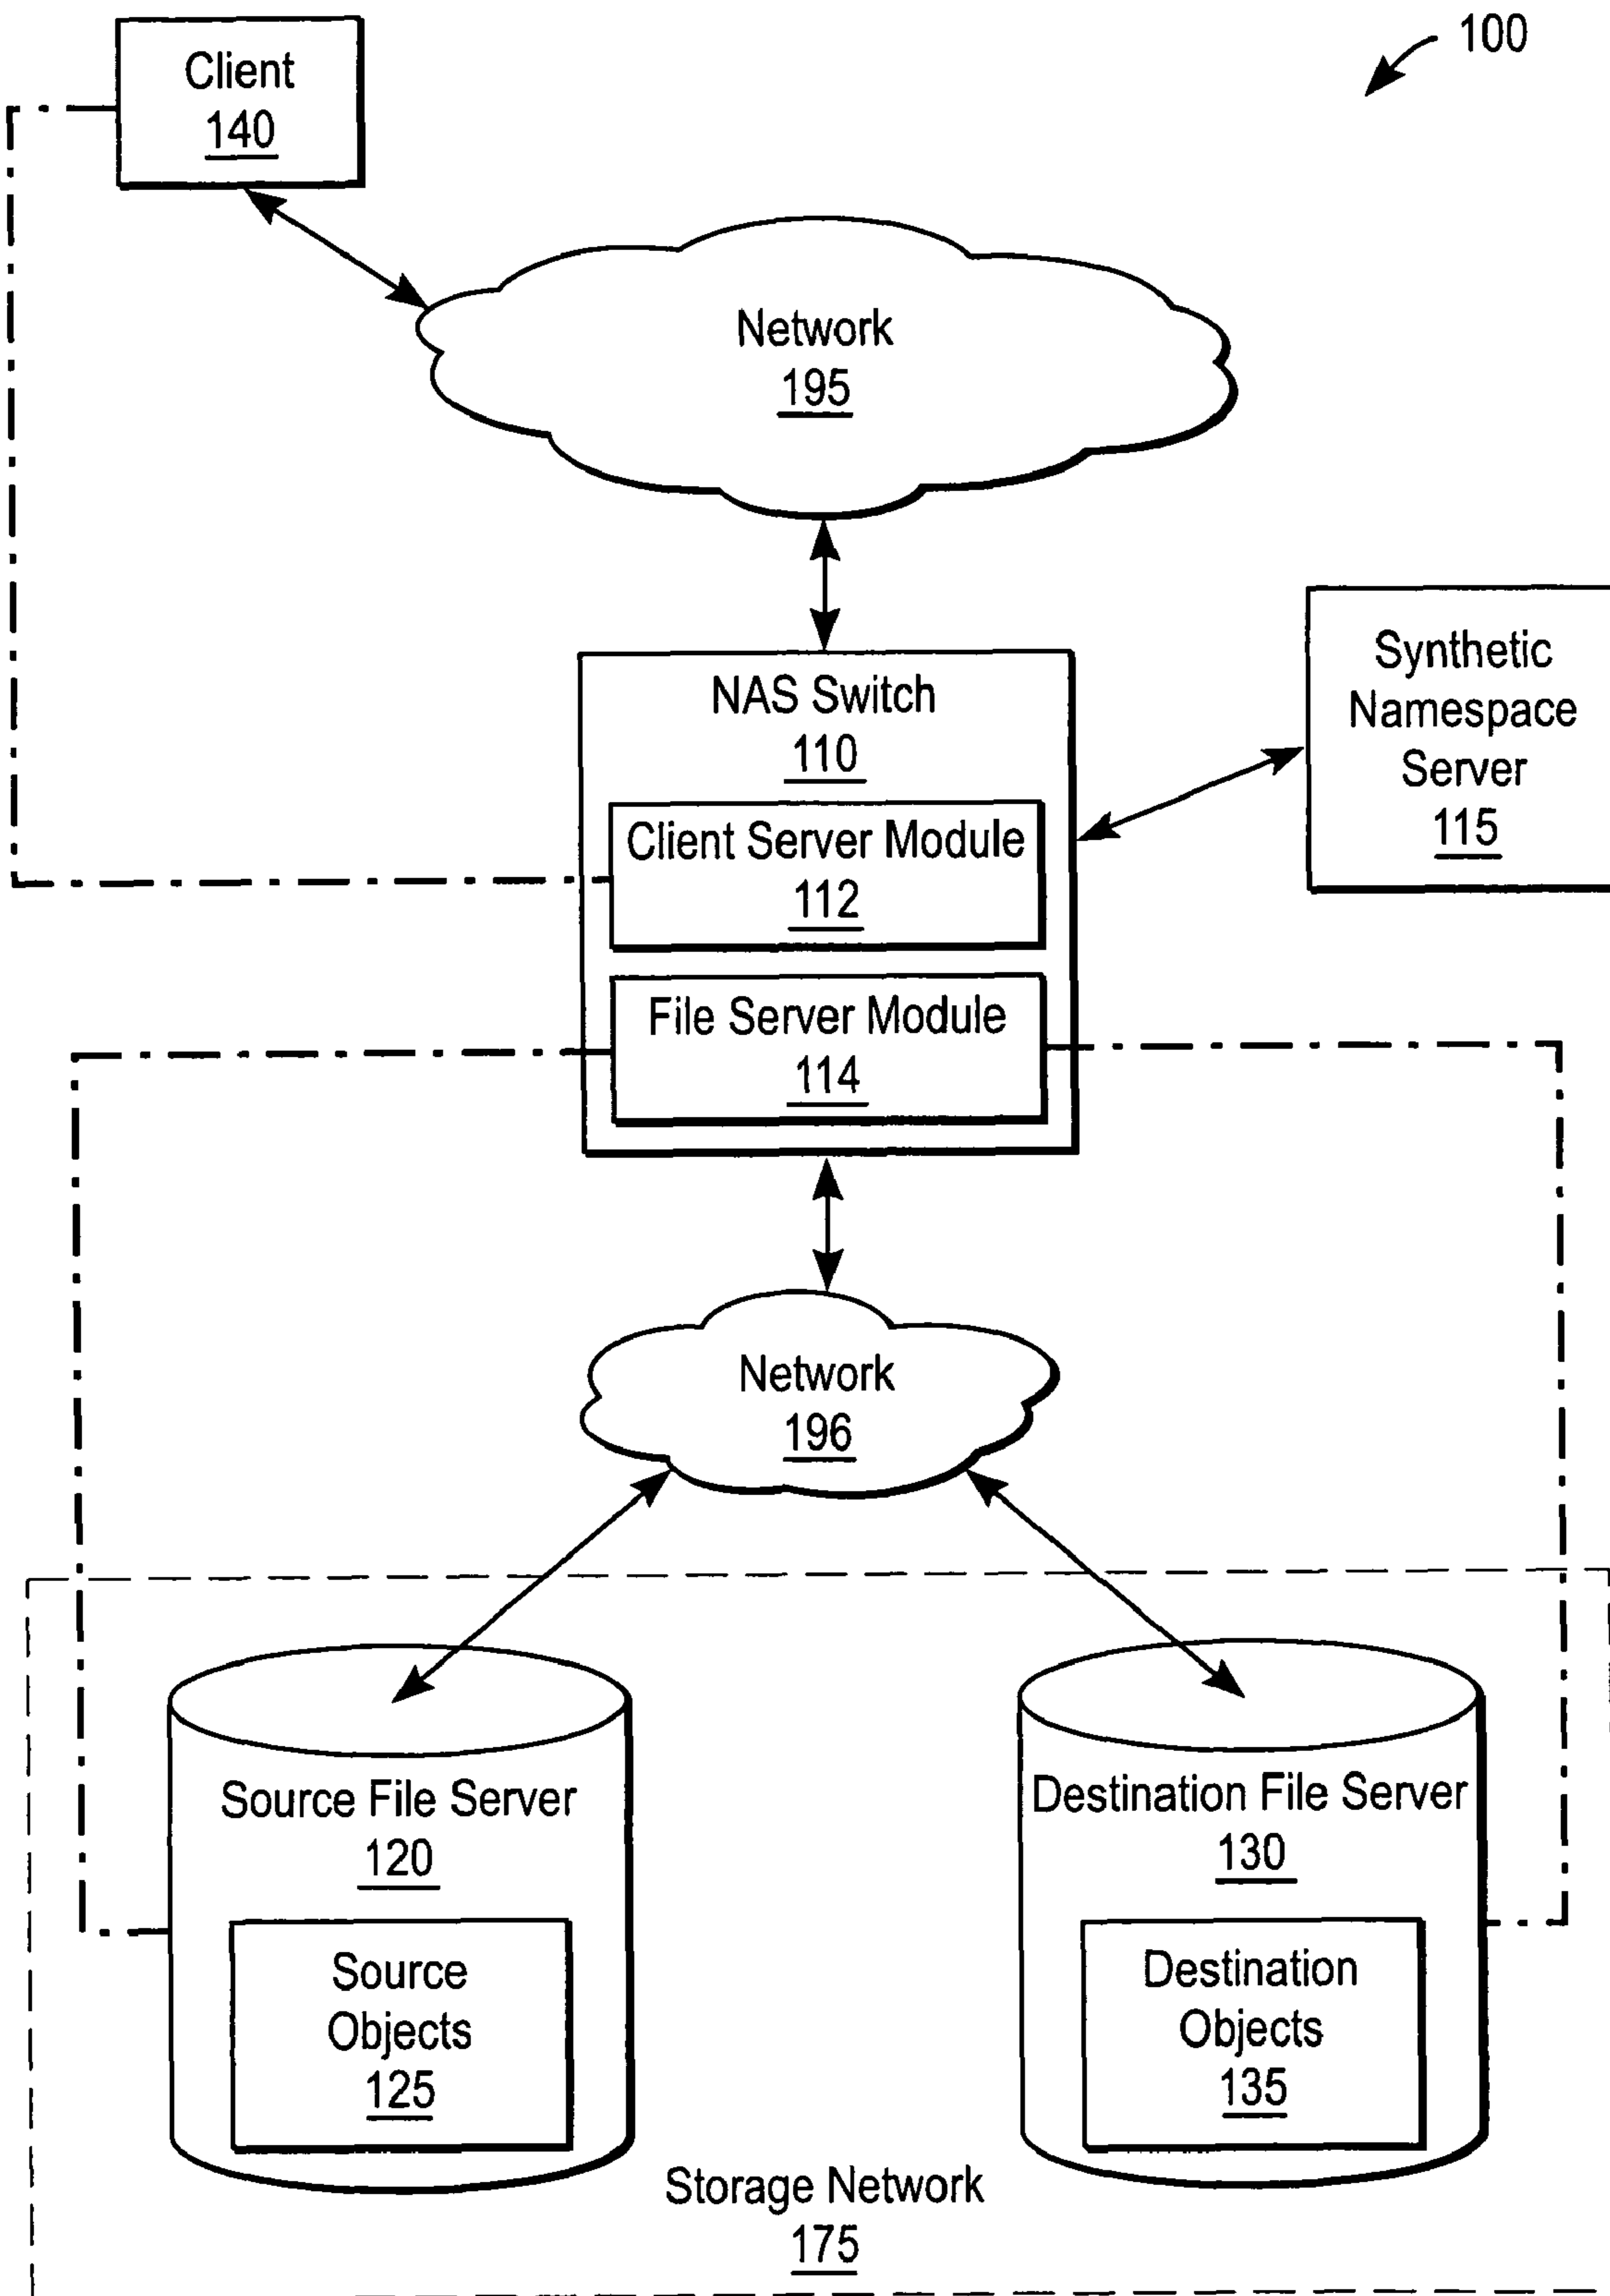 100
Client
140
Network
195
NAS Switch
110
Synthetic
Namespace
Server
115
Client Server Module
112
File Server Module
114
Network
196
Source File Server
120
Destination File Server
130
Source
Objects
125
Destination
Objects
135
Storage Network
175